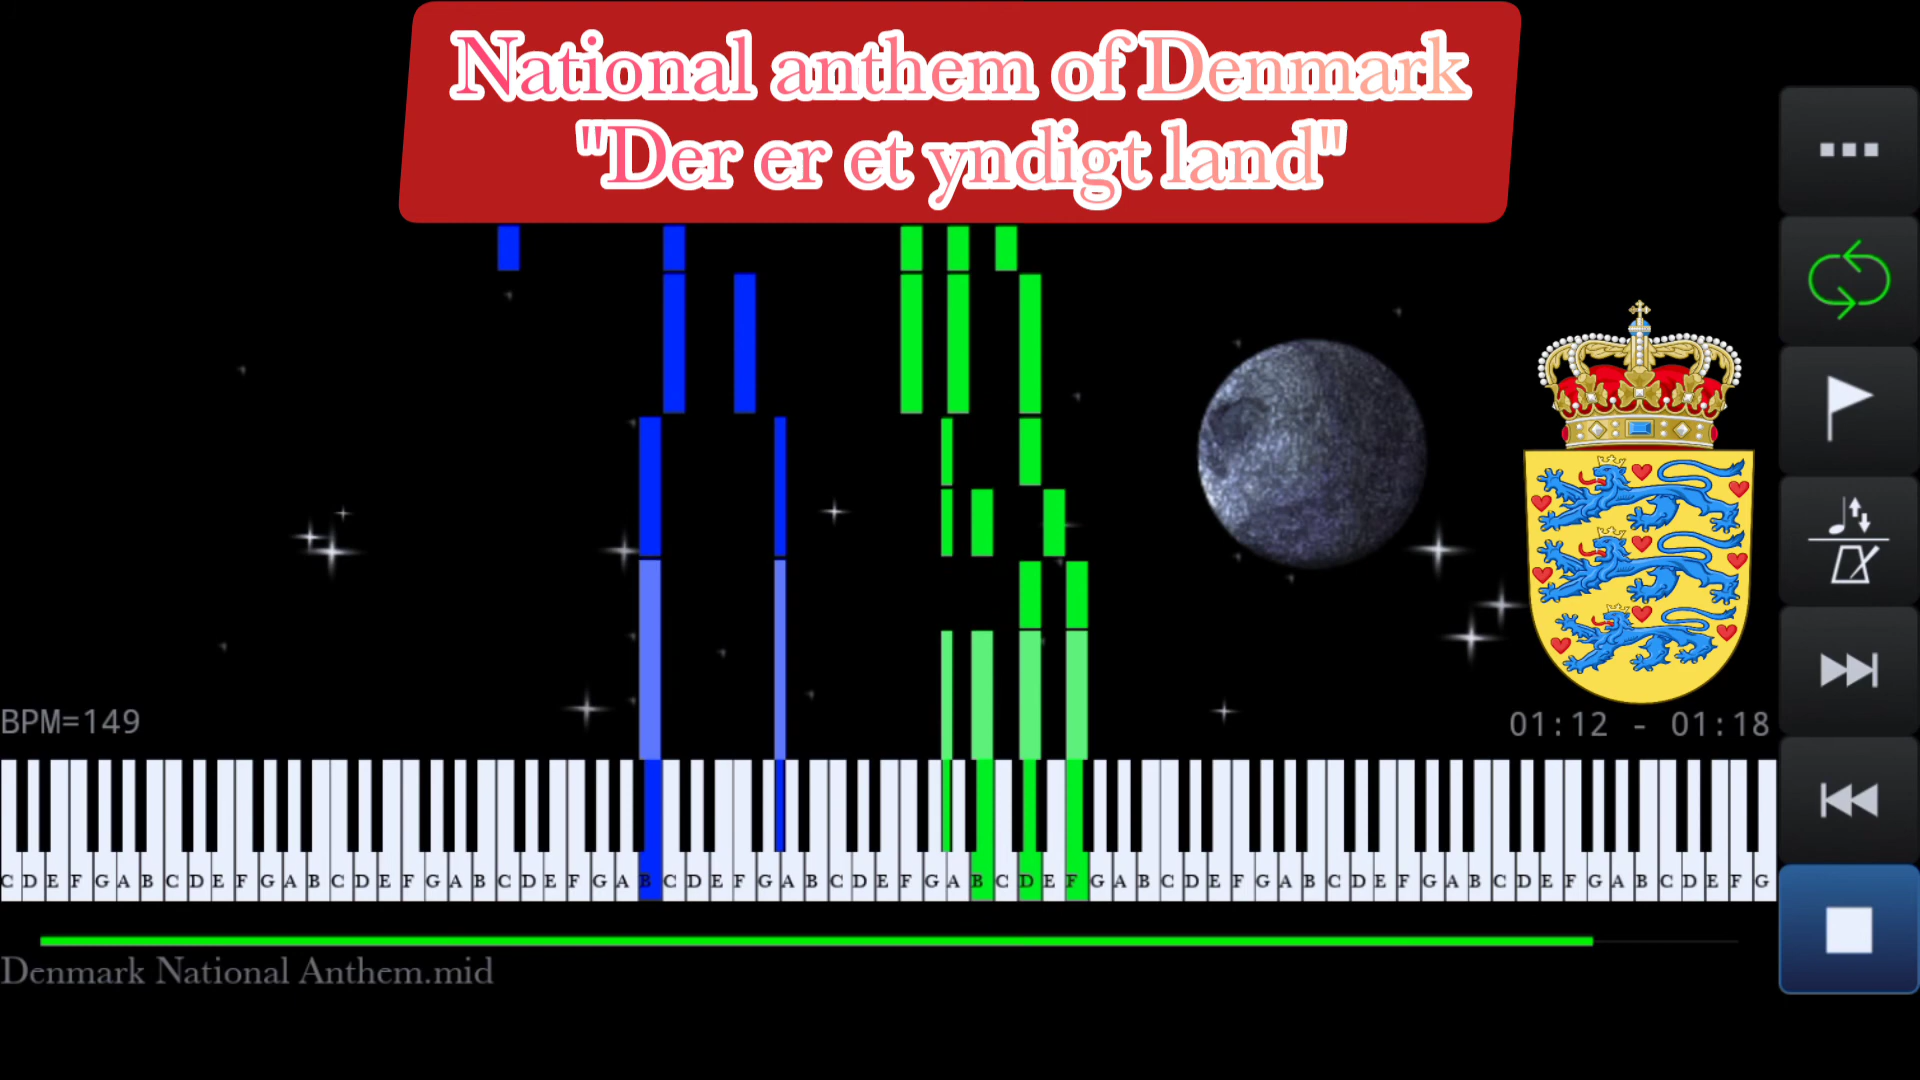 National anthem of Denmark
"Der er et yndigt land"
BPM=149
01:12 - 01:18
C D E F G A B C D E F G A B C D E F G A B C D E F G A B C D E F G A B C D E F G A B C D E F G A B C D E F G A B C D E F G A B C D E F G A B C D E F G
Denmark National Anthem.mid